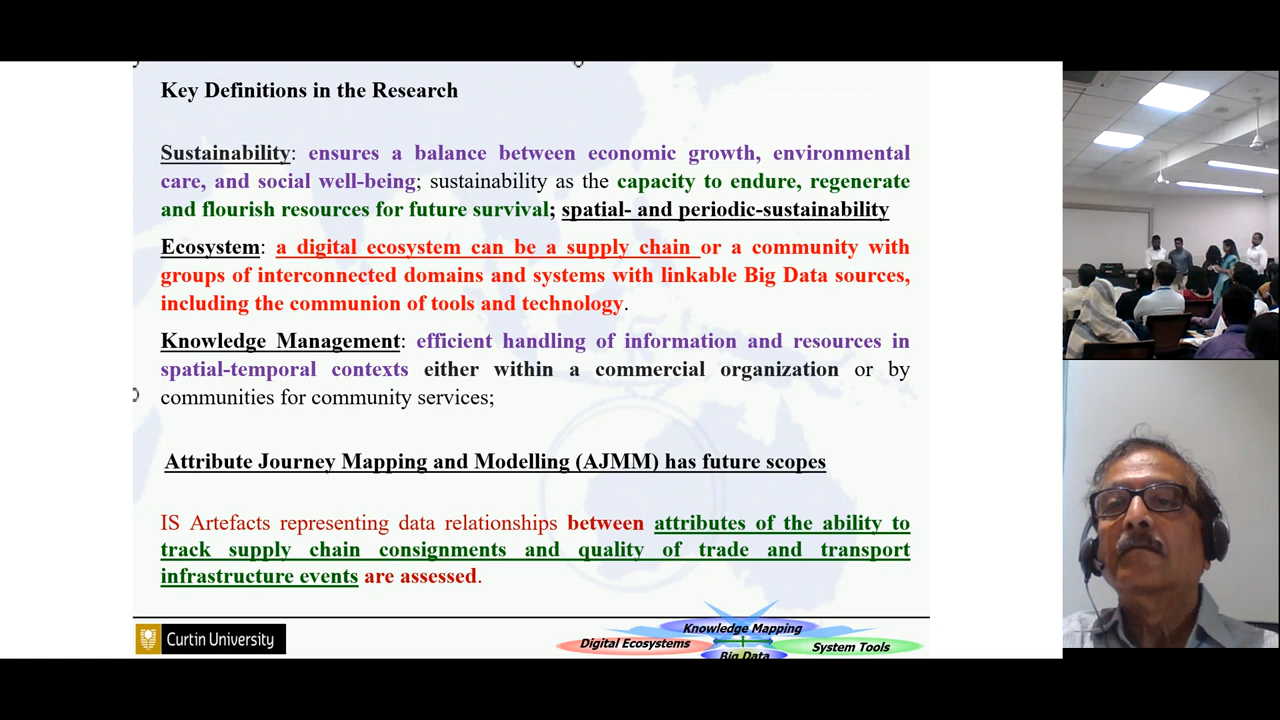 Key Definitions in the Research
Sustainability: ensures a balance between economic growth, environmental
care, and social well-being; sustainability as the capacity to endure, regenerate
and flourish resources for future survival; spatial- and periodic-sustainability
Ecosystem: a digital ecosystem can be a supply chain or a community with
groups of interconnected domains and systems with linkable Big Data sources,
including the communion of tools and technology.
Knowledge Management: efficient handling of information and resources in
spatial-temporal contexts either within a commercial organization or by
communities for community services;
Attribute Journey Mapping and Modelling (AJMM) has future scopes
IS Artefacts representing data relationships between attributes of the ability to
track supply chain consignments and quality of trade and transport
infrastructure events are assessed.
Curtin University
Knowledge Mapping
Digital Ecosystems
System Tools
Big Data